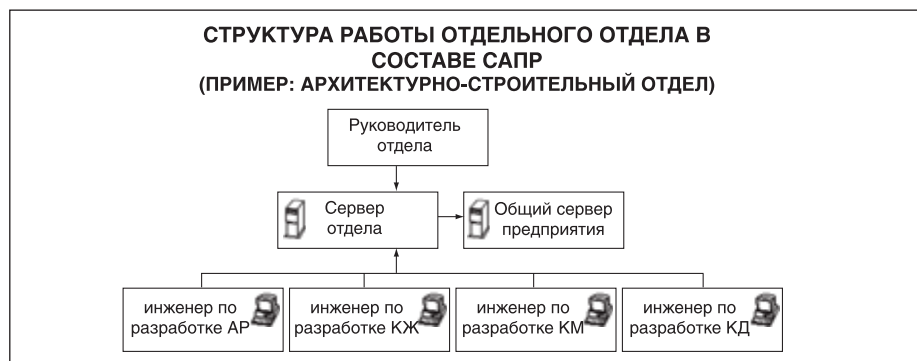 СТРУКТУРА РАБОТЫ ОТДЕЛЬНОГО ОТДЕЛА В
СОСТАВЕ САПР
(ПРИМЕР: АРХИТЕКТУРНО-СТРОИТЕЛЬНЫЙ ОТДЕЛ)
Руководитель
отдела
Сервер
отдела
Общий сервер
предприятия
инженер по
разработке АР
инженер по
разработке КЖ
инженер по
разработке КМ
инженер по
разработке КД